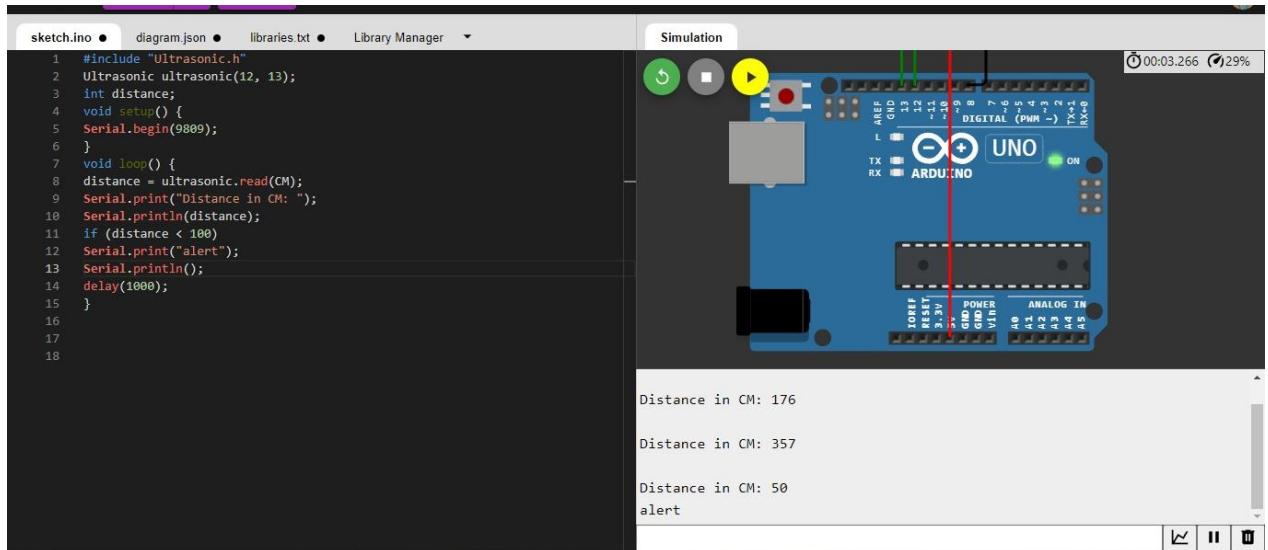 sketch.ino ● diagram.json ● libraries.txt ● Library Manager
1 #include "Ultrasonic.h"
2 Ultrasonic ultrasonic(12, 13);
3 int distance;
4 void setup() {
5 Serial.begin(9809);
6 }
7 void loop() {
8 distance = ultrasonic.read(CM);
9 Serial.print("Distance in CM: ");
10 Serial.println(distance);
11 if (distance < 100)
12 Serial.print("alert");
13 Serial.println();
14 delay(1000);
15 }
16
17
18
Simulation
00:03.266 29%
AREF GND 13 12 ~11 ~10 ~9 8 7 ~6 ~5 4 ~3 2 TX→1 RX←0
DIGITAL (PWM ~)
L
TX
RX
UNO
ON
ARDUINO
IOREF RESET 3.3V 5V GND GND Vin
POWER
ANALOG IN
A0 A1 A2 A3 A4 A5
Distance in CM: 176
Distance in CM: 357
Distance in CM: 50
alert